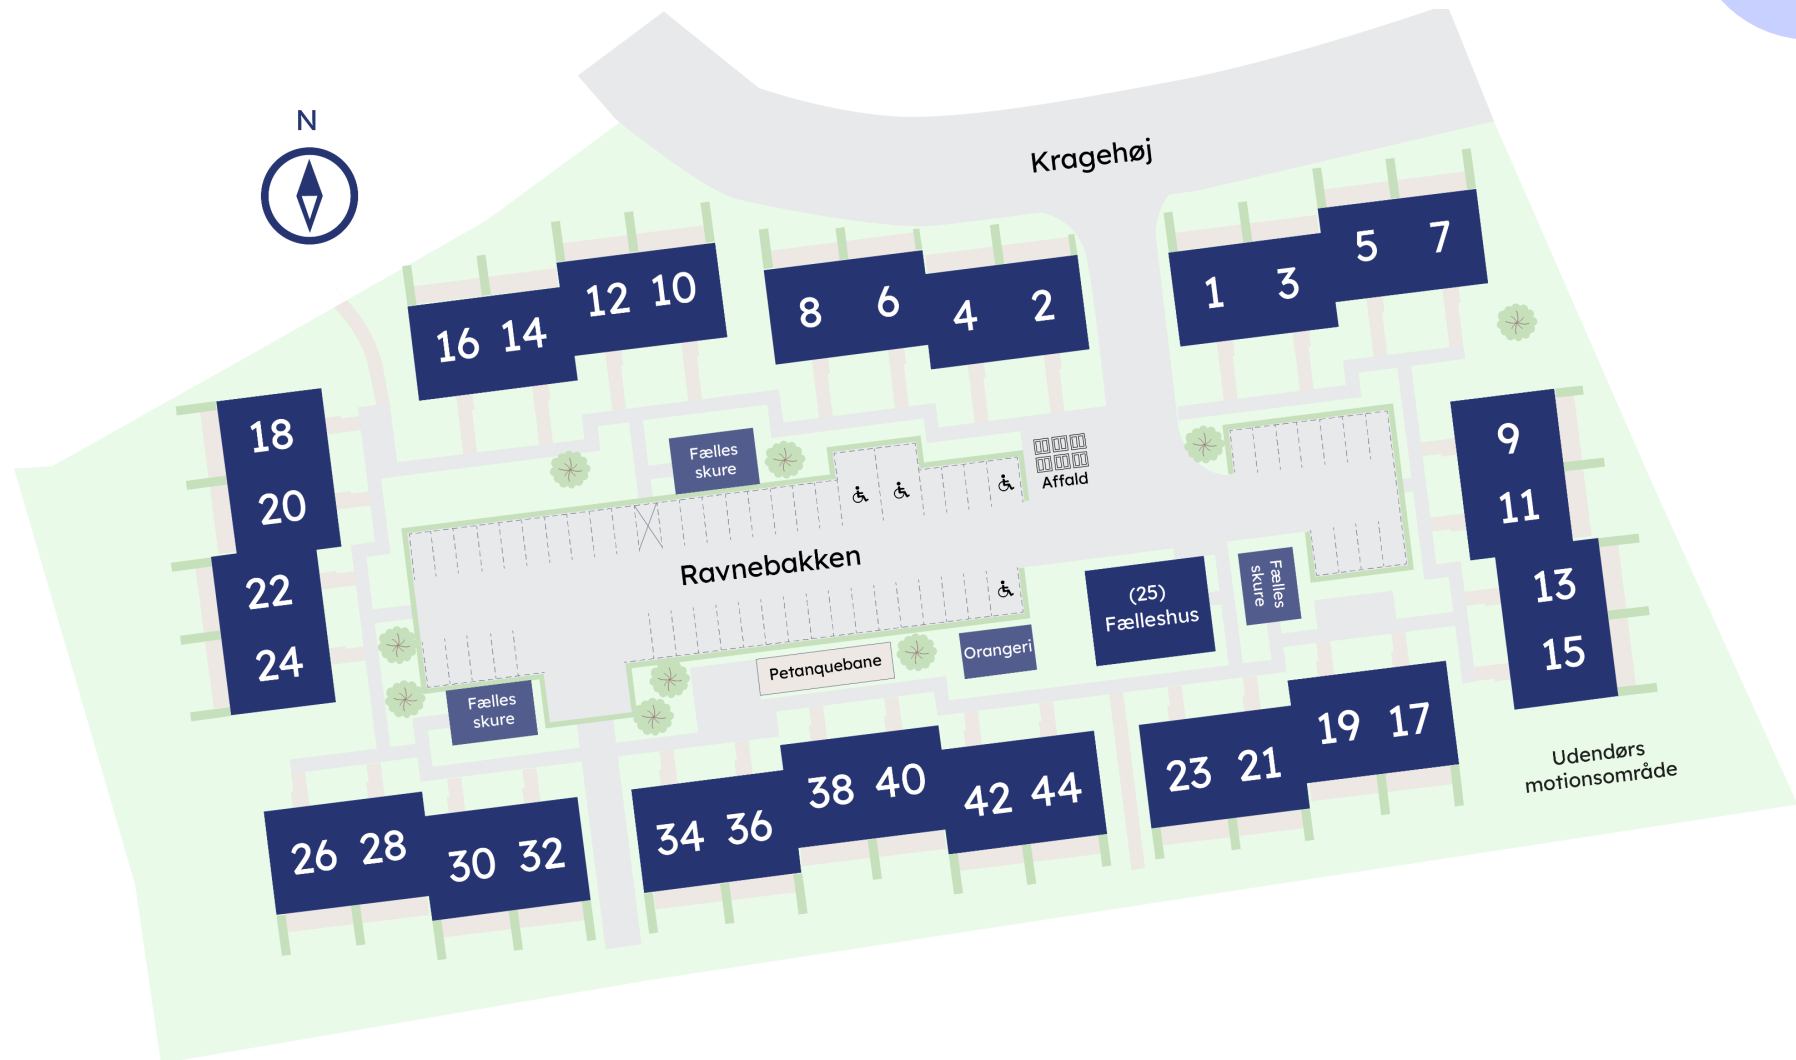 N
Kragehøj
5 7
1 3
12 10
16 14
8 6
4 2
18
20
22
24
9
11
13
15
Fælles
skure
Affald
Ravnebakken
(25)
Fælleshus
Fælles
skure
Orangeri
Petanquebane
Fælles
skure
19 17
23 21
38 40
42 44
34 36
26 28
30 32
Udendørs
motionsområde